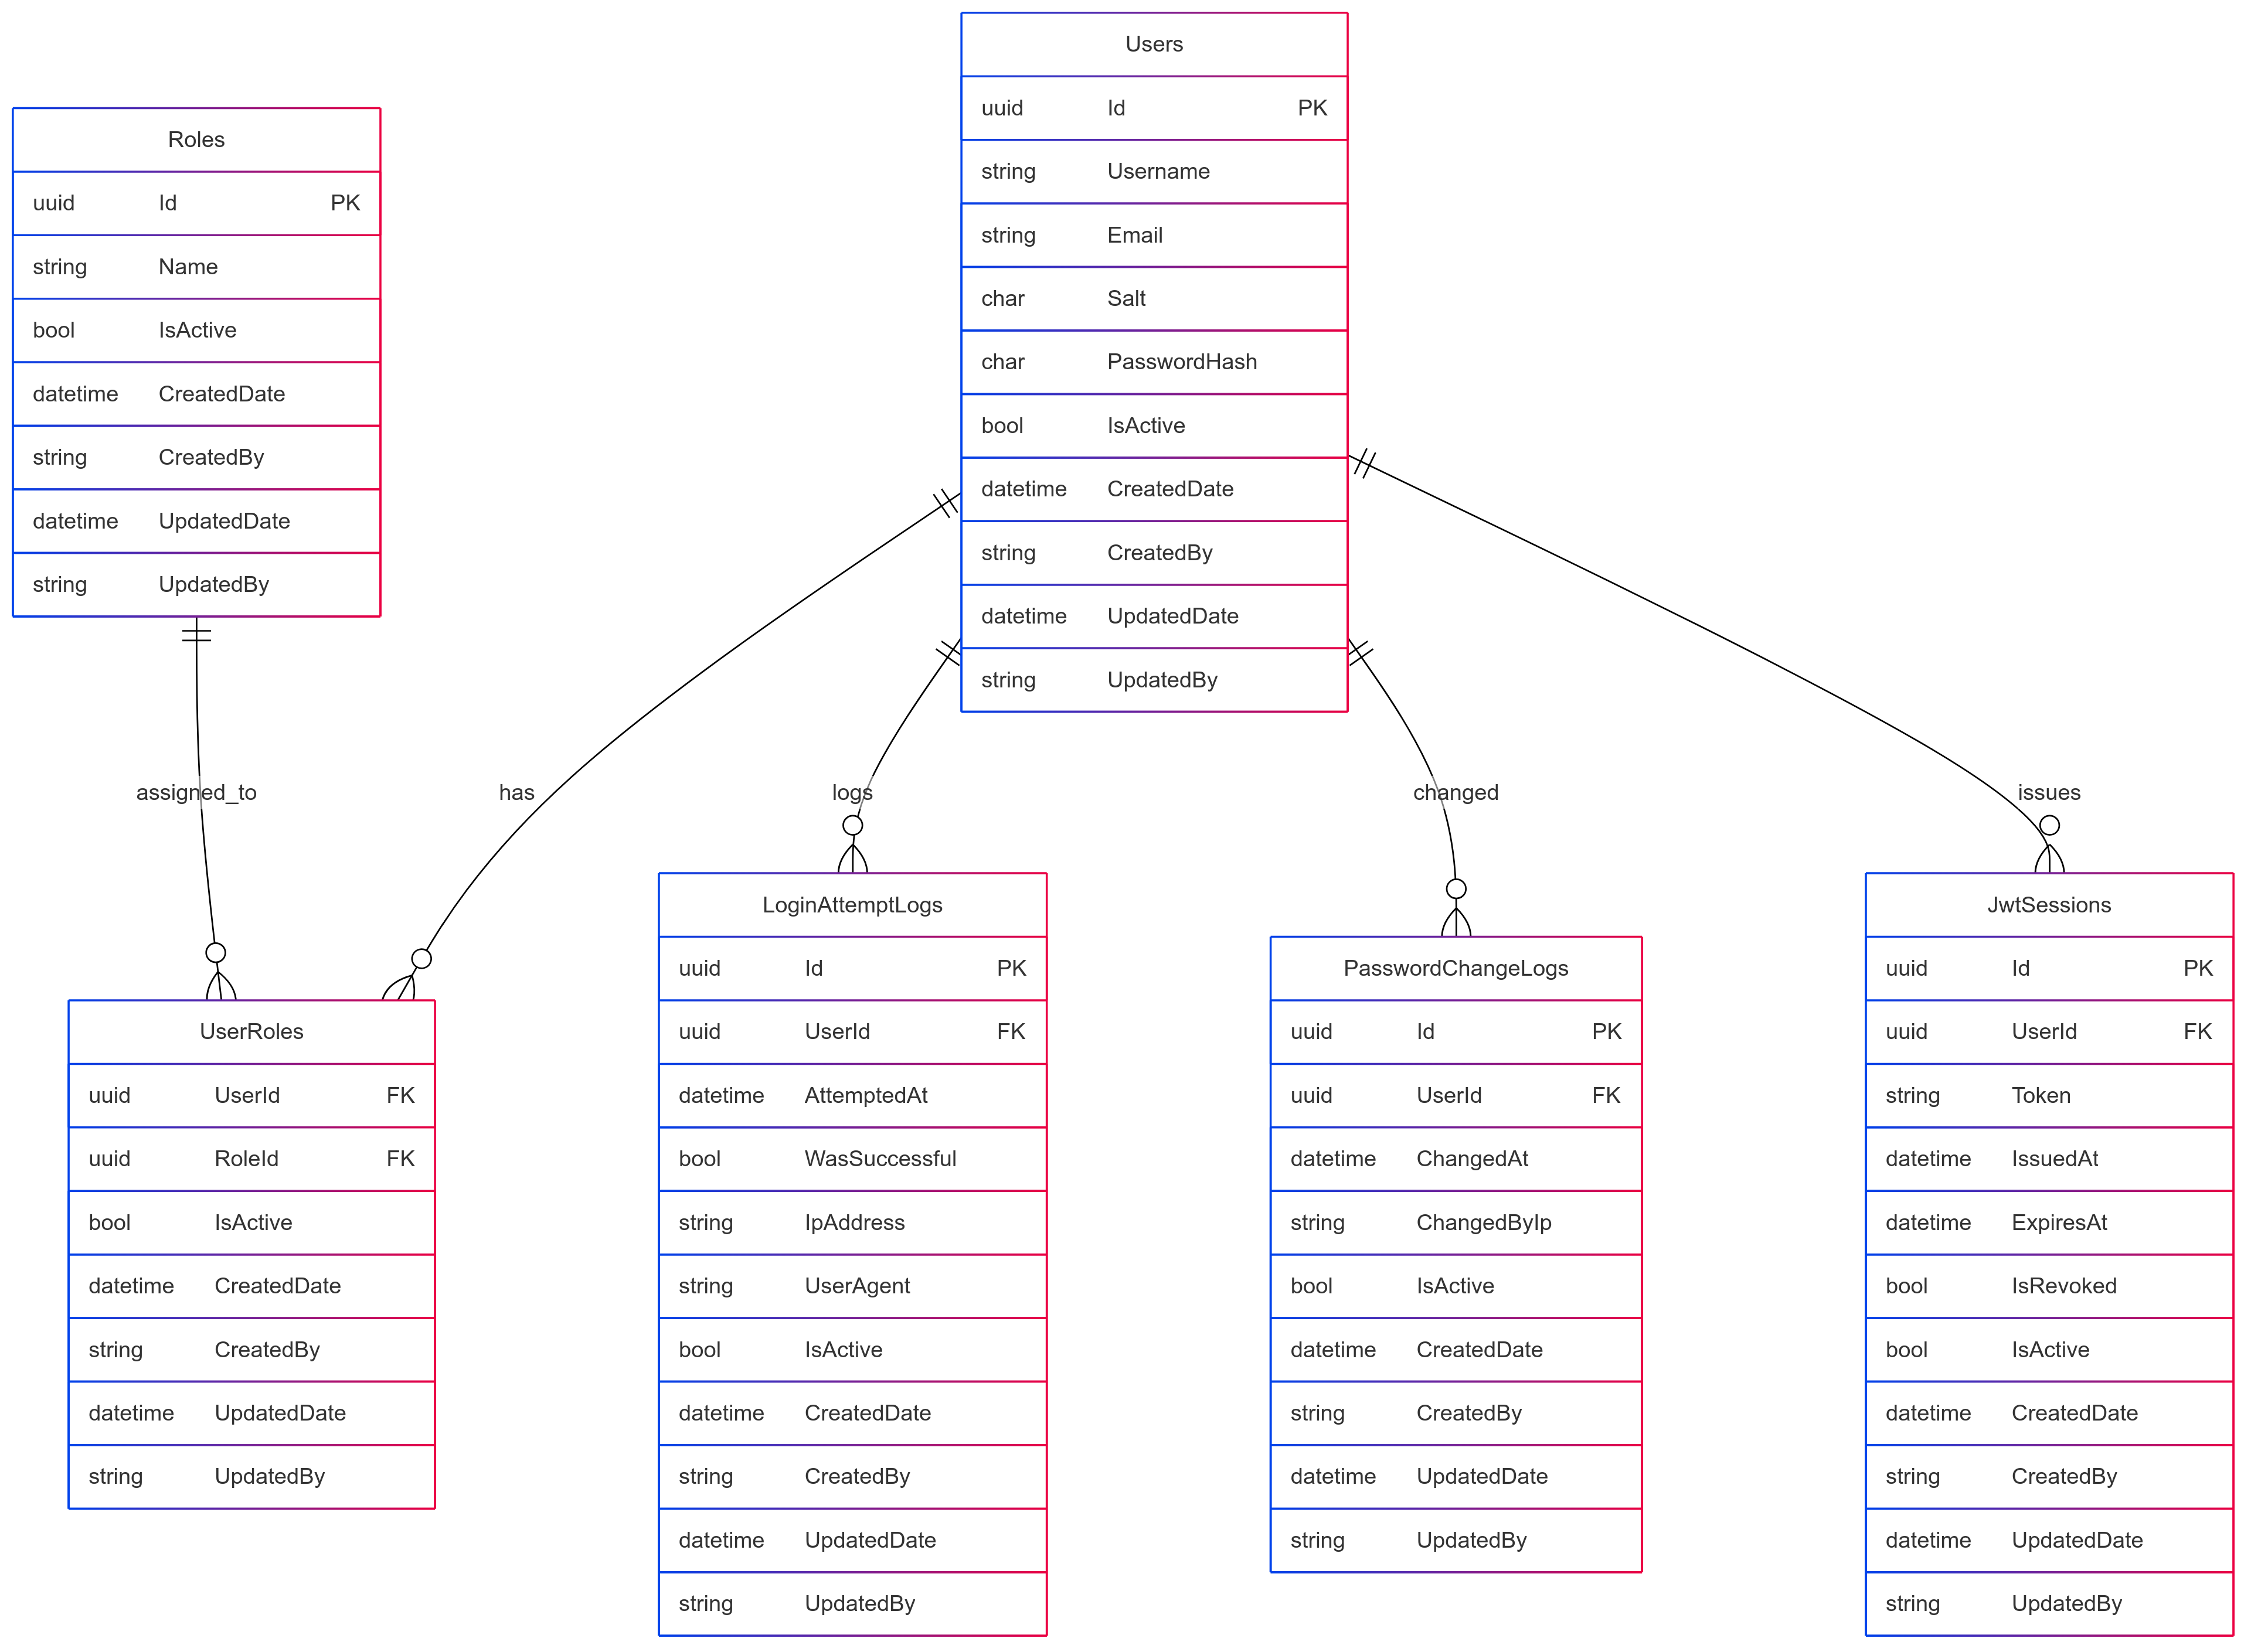 Users
uuid Id PK
string Username
string Email
char Salt
char PasswordHash
bool IsActive
datetime CreatedDate
string CreatedBy
datetime UpdatedDate
string UpdatedBy
Roles
uuid Id PK
string Name
bool IsActive
datetime CreatedDate
string CreatedBy
datetime UpdatedDate
string UpdatedBy
assigned_to
has
logs
changed
issues
UserRoles
uuid UserId FK
uuid RoleId FK
bool IsActive
datetime CreatedDate
string CreatedBy
datetime UpdatedDate
string UpdatedBy
LoginAttemptLogs
uuid Id PK
uuid UserId FK
datetime AttemptedAt
bool WasSuccessful
string IpAddress
string UserAgent
bool IsActive
datetime CreatedDate
string CreatedBy
datetime UpdatedDate
string UpdatedBy
PasswordChangeLogs
uuid Id PK
uuid UserId FK
datetime ChangedAt
string ChangedByIp
bool IsActive
datetime CreatedDate
string CreatedBy
datetime UpdatedDate
string UpdatedBy
JwtSessions
uuid Id PK
uuid UserId FK
string Token
datetime IssuedAt
datetime ExpiresAt
bool IsRevoked
bool IsActive
datetime CreatedDate
string CreatedBy
datetime UpdatedDate
string UpdatedBy